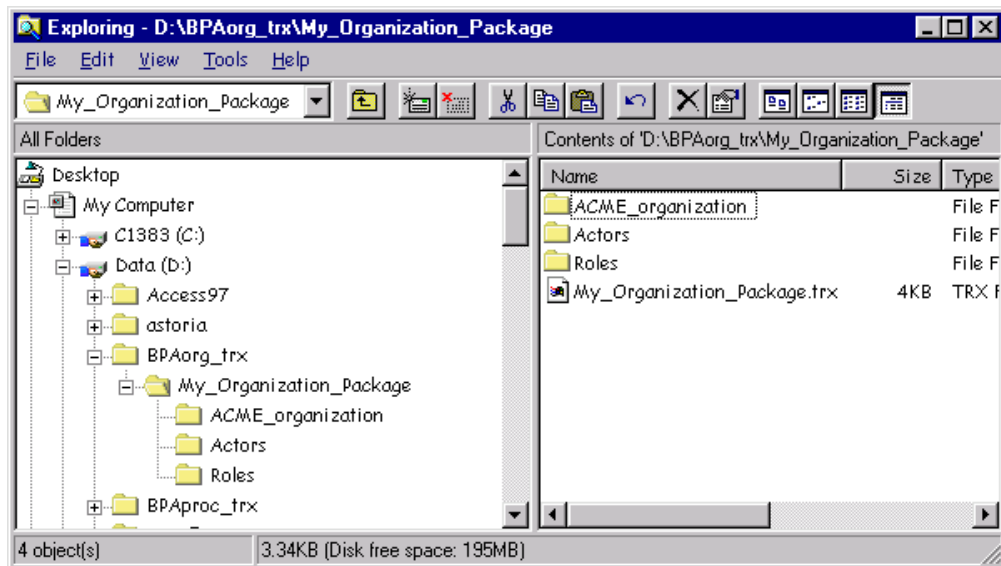 Exploring - D:\BPAorg_trx\My_Organization_Package
File Edit View Tools Help
My_Organization_Package
All Folders
Contents of 'D:\BPAorg_trx\My_Organization_Package'
Desktop
My Computer
C1383 (C:)
Data (D:)
Access97
astoria
BPAorg_trx
My_Organization_Package
ACME_organization
Actors
Roles
BPAproc_trx
Name Size Type
ACME_organization File F
Actors File F
Roles File F
My_Organization_Package.trx 4KB TRX F
4 object(s) 3.34KB (Disk free space: 195MB)